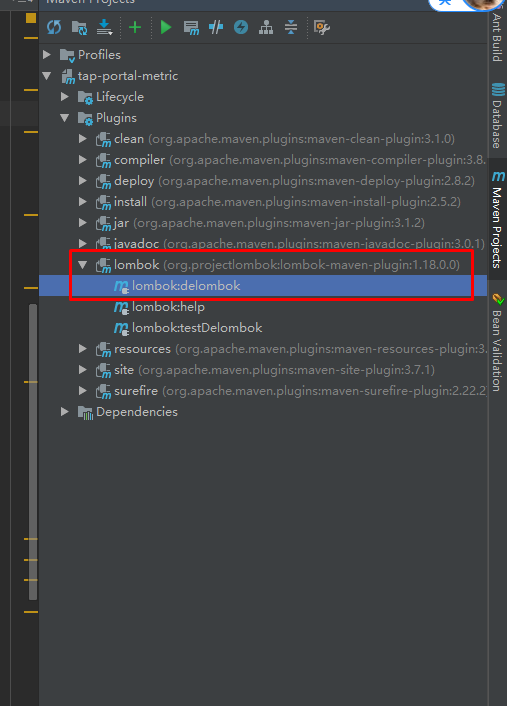 Maven Projects
Profiles
tap-portal-metric
Lifecycle
Plugins
clean (org.apache.maven.plugins:maven-clean-plugin:3.1.0)
compiler (org.apache.maven.plugins:maven-compiler-plugin:3.8.
deploy (org.apache.maven.plugins:maven-deploy-plugin:2.8.2)
install (org.apache.maven.plugins:maven-install-plugin:2.5.2)
jar (org.apache.maven.plugins:maven-jar-plugin:3.1.2)
javadoc (org.apache.maven.plugins:maven-javadoc-plugin:3.0.1)
lombok (org.projectlombok:lombok-maven-plugin:1.18.0.0)
lombok:delombok
lombok:help
lombok:testDelombok
resources (org.apache.maven.plugins:maven-resources-plugin:3.
site (org.apache.maven.plugins:maven-site-plugin:3.7.1)
surefire (org.apache.maven.plugins:maven-surefire-plugin:2.22.2
Dependencies
Ant Build
Database
Maven Projects
Bean Validation